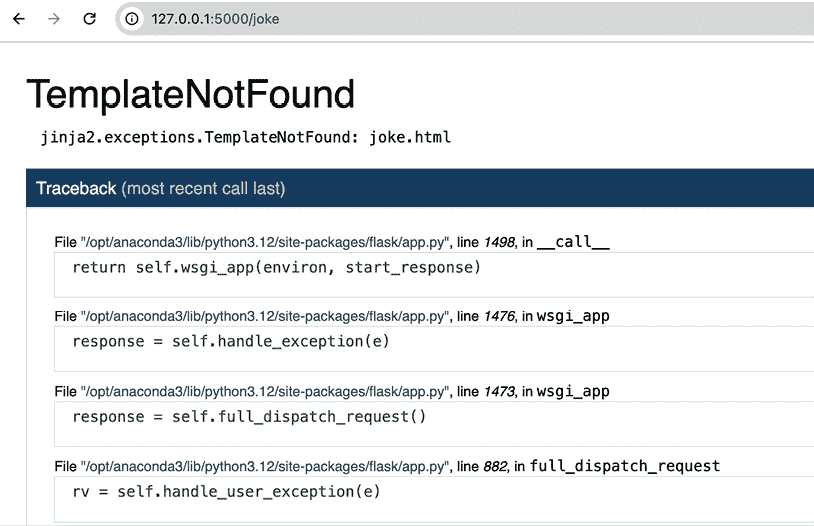 127.0.0.1:5000/joke
TemplateNotFound
jinja2.exceptions.TemplateNotFound: joke.html
Traceback (most recent call last)
File "/opt/anaconda3/lib/python3.12/site-packages/flask/app.py", line 1498, in __call__
return self.wsgi_app(environ, start_response)
File "/opt/anaconda3/lib/python3.12/site-packages/flask/app.py", line 1476, in wsgi_app
response = self.handle_exception(e)
File "/opt/anaconda3/lib/python3.12/site-packages/flask/app.py", line 1473, in wsgi_app
response = self.full_dispatch_request()
File "/opt/anaconda3/lib/python3.12/site-packages/flask/app.py", line 882, in full_dispatch_request
rv = self.handle_user_exception(e)